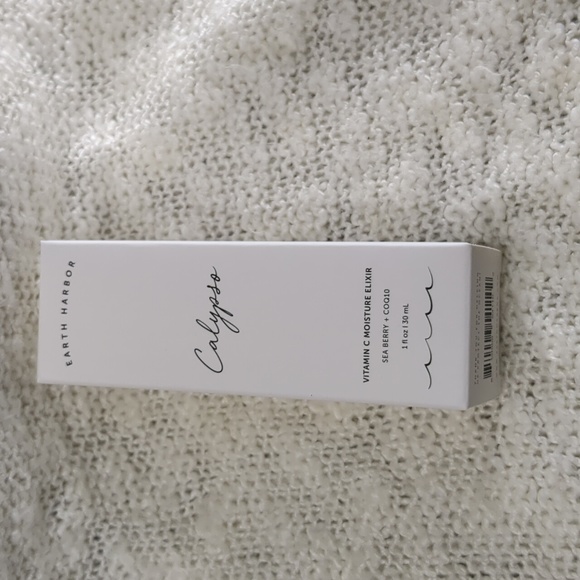 EARTH HARBOR
Calypso
VITAMIN C MOISTURE ELIXIR
SEA BERRY + COQ10
1 fl oz | 30 mL